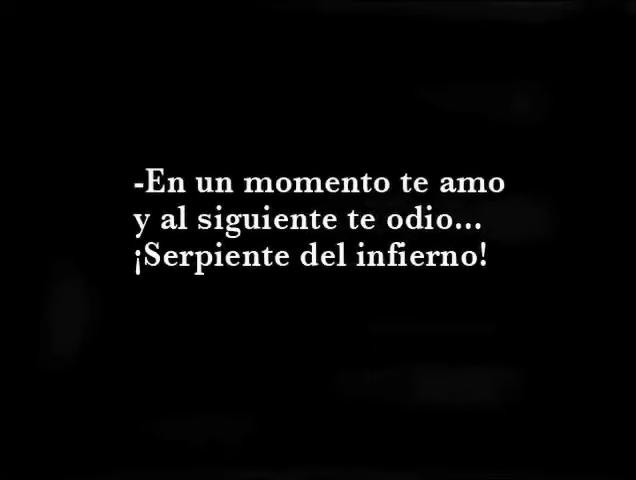 -En un momento te amo
y al siguiente te odio...
¡Serpiente del infierno!